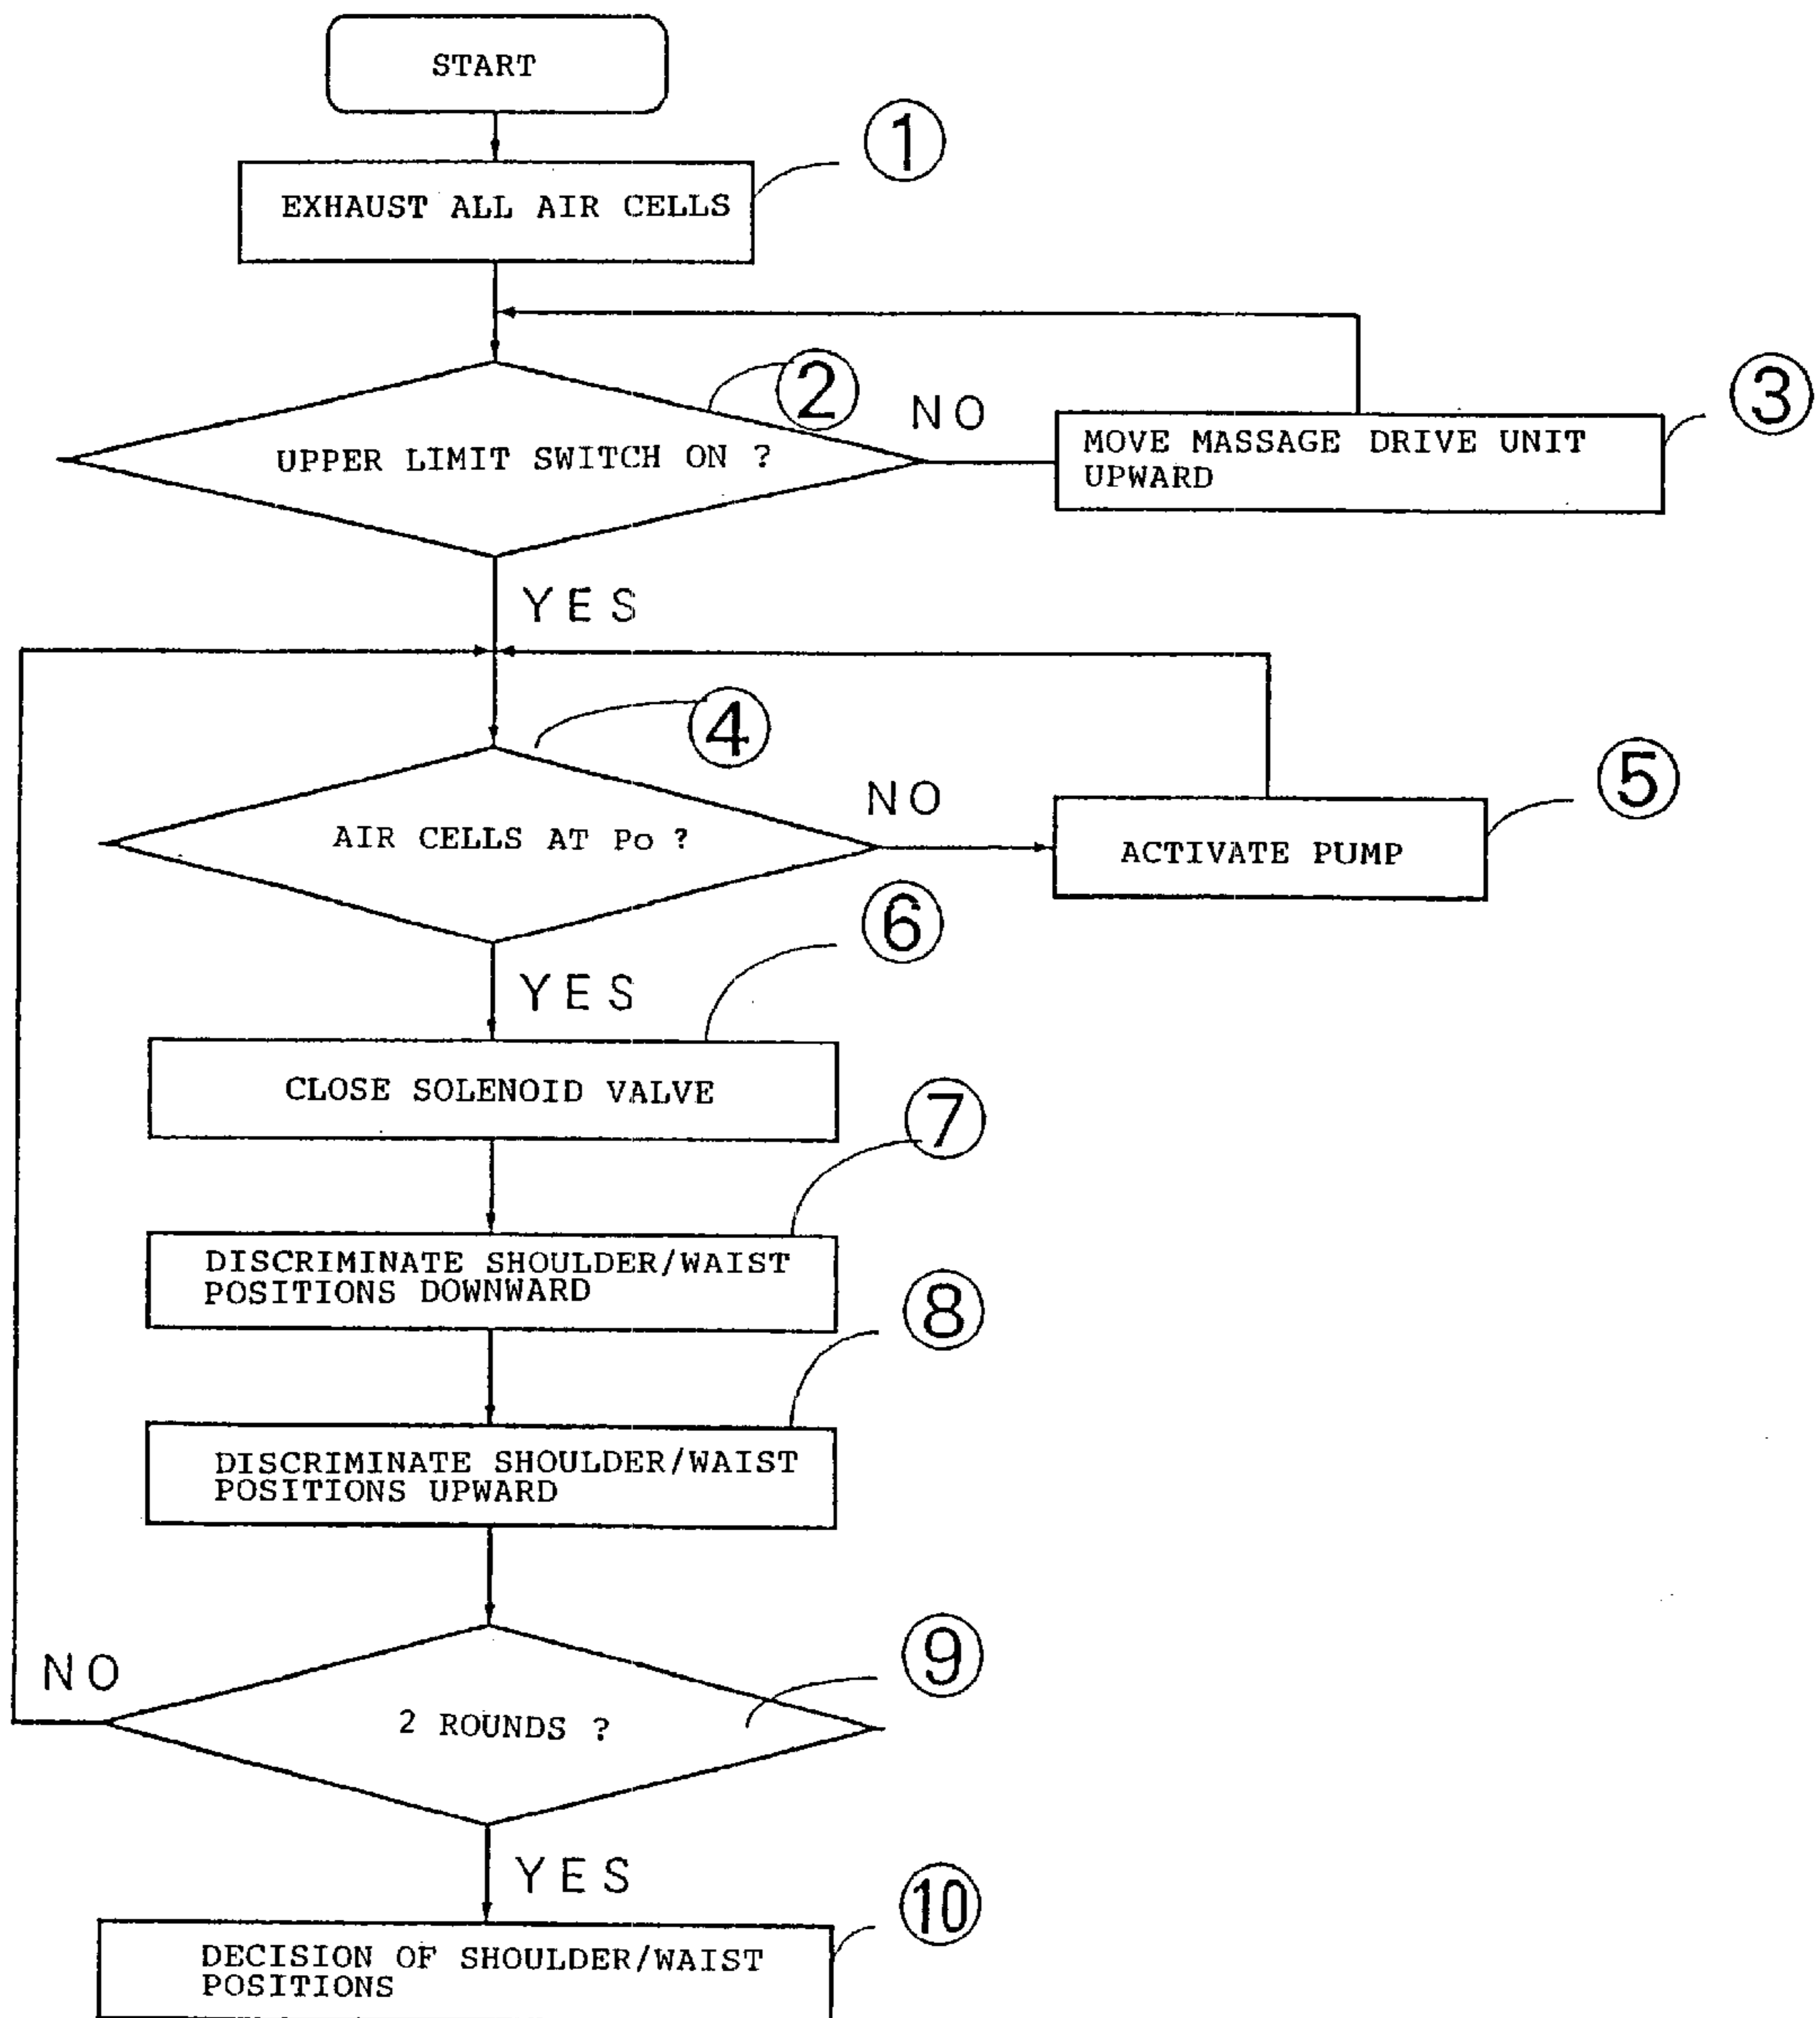 START
①
EXHAUST ALL AIR CELLS
②
NO
③
UPPER LIMIT SWITCH ON ?
MOVE MASSAGE DRIVE UNIT
UPWARD
YES
④
NO
⑤
AIR CELLS AT Po ?
ACTIVATE PUMP
⑥
YES
CLOSE SOLENOID VALVE
⑦
DISCRIMINATE SHOULDER/WAIST
POSITIONS DOWNWARD
⑧
DISCRIMINATE SHOULDER/WAIST
POSITIONS UPWARD
⑨
NO
2 ROUNDS ?
YES
⑩
DECISION OF SHOULDER/WAIST
POSITIONS